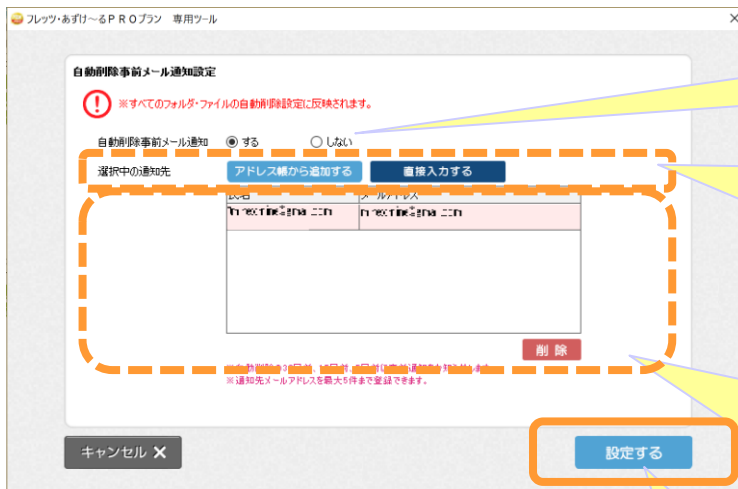 フレッツ・あずけ～るPROプラン 専用ツール
自動削除事前メール通知設定
※すべてのフォルダ・ファイルの自動削除設定に反映されます。
自動削除事前メール通知 する しない
選択中の通知先 アドレス帳から追加する 直接入力する
氏名 メールアドレス
削除
※通知先メールアドレスを最大5件まで登録できます。
キャンセル 設定する